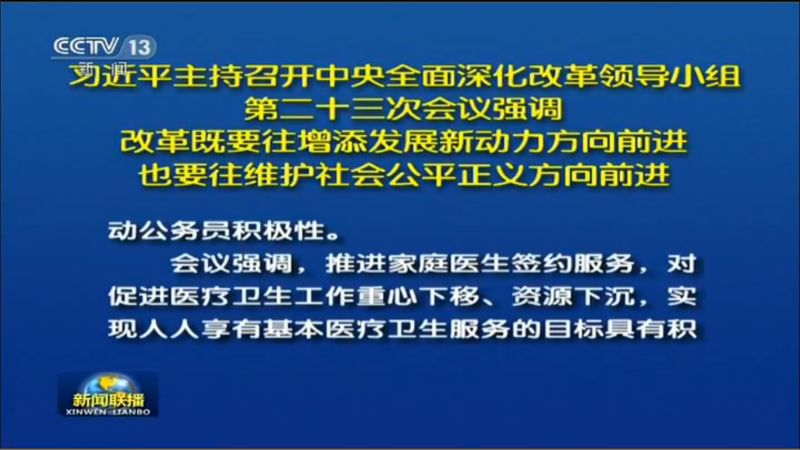 CCTV 13
新闻
习近平主持召开中央全面深化改革领导小组
第二十三次会议强调
改革既要往增添发展新动力方向前进
也要往维护社会公平正义方向前进
动公务员积极性。
会议强调，推进家庭医生签约服务，对
促进医疗卫生工作重心下移、资源下沉，实
现人人享有基本医疗卫生服务的目标具有积
新闻联播
XINWEN LIANBO